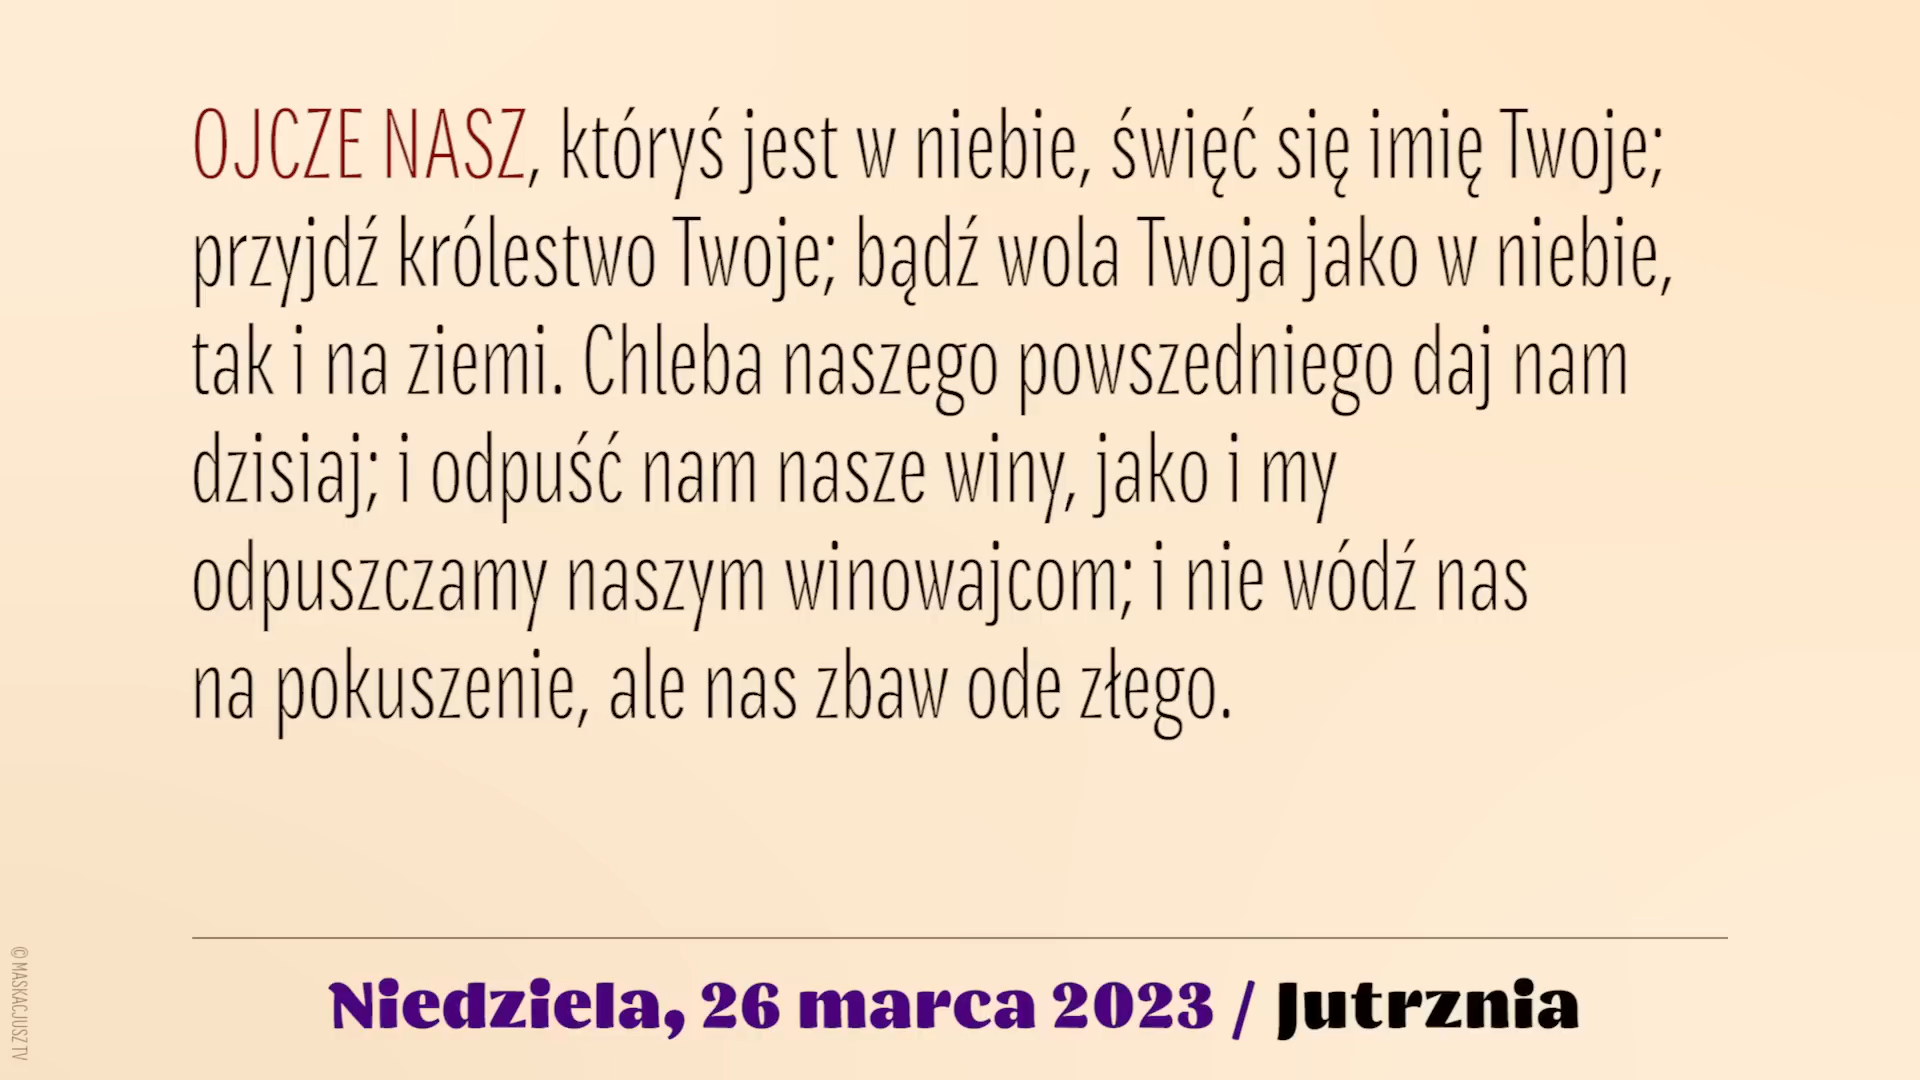 OJCZE NASZ, któryś jest w niebie, święć się imię Twoje;
przyjdź królestwo Twoje; bądź wola Twoja jako w niebie,
tak i na ziemi. Chleba naszego powszedniego daj nam
dzisiaj; i odpuść nam nasze winy, jako i my
odpuszczamy naszym winowajcom; i nie wódź nas
na pokuszenie, ale nas zbaw ode złego.
Niedziela, 26 marca 2023 / Jutrznia
© MASKACJUSZ TV